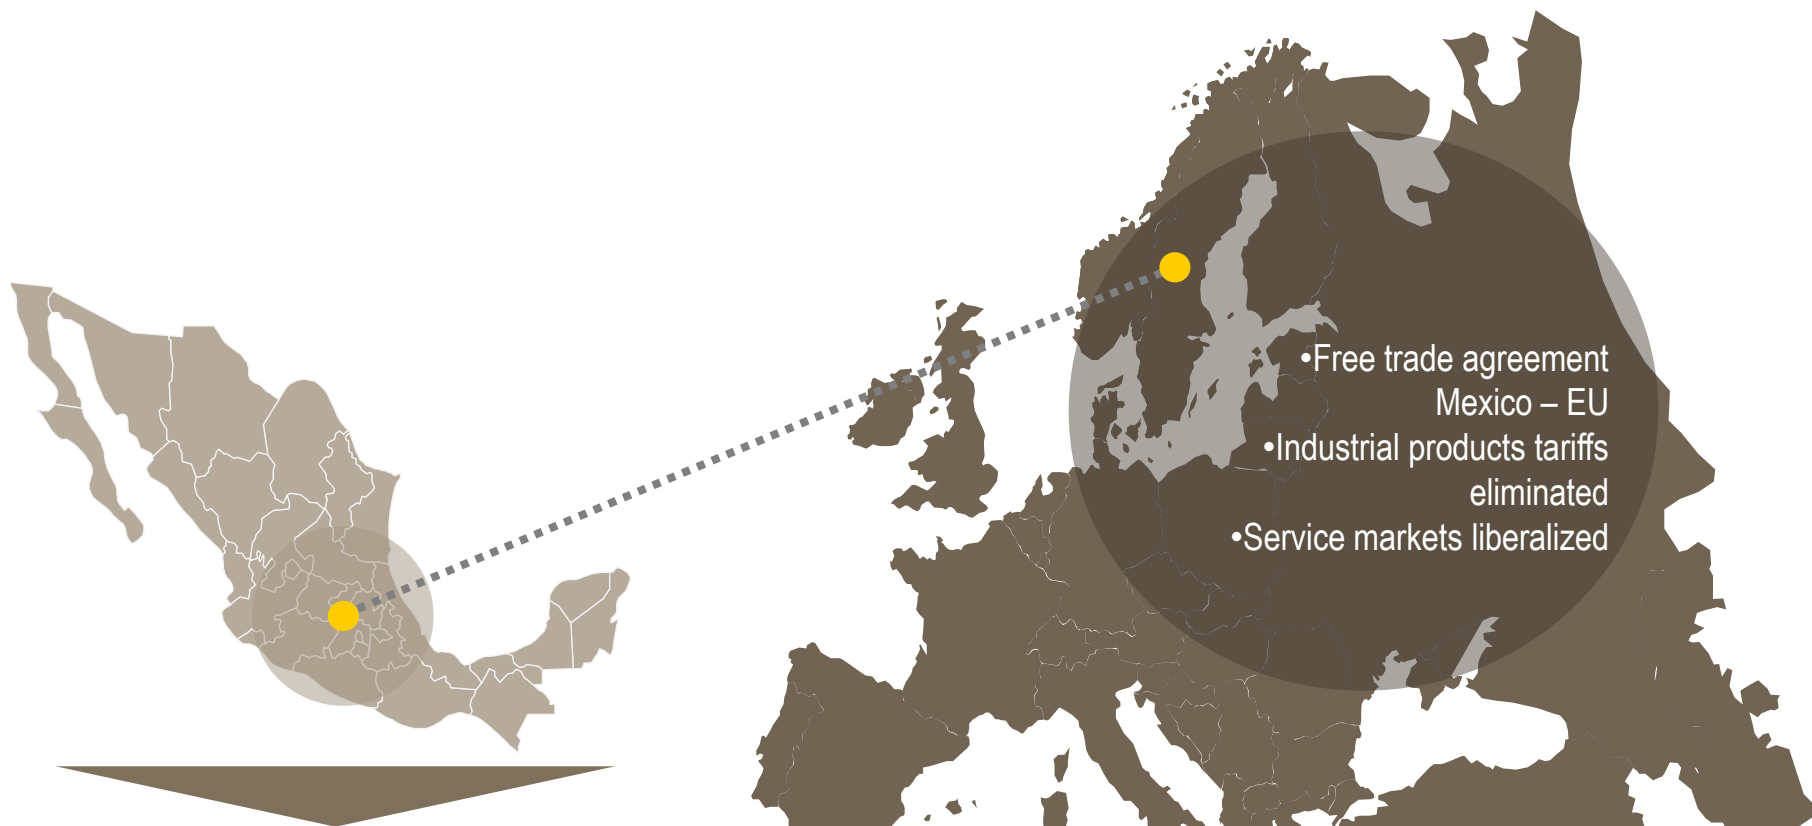 •Free trade agreement
Mexico – EU
•Industrial products tariffs
eliminated
•Service markets liberalized